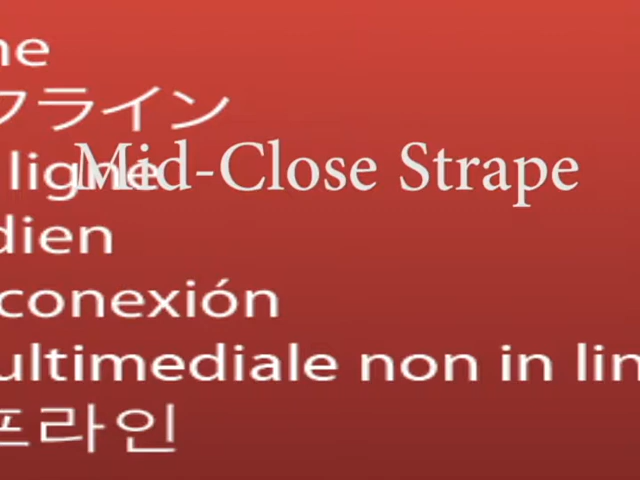 ne
フライン
ligne
Mid-Close Strape
dien
conexión
ultimediale non in lin
프라인